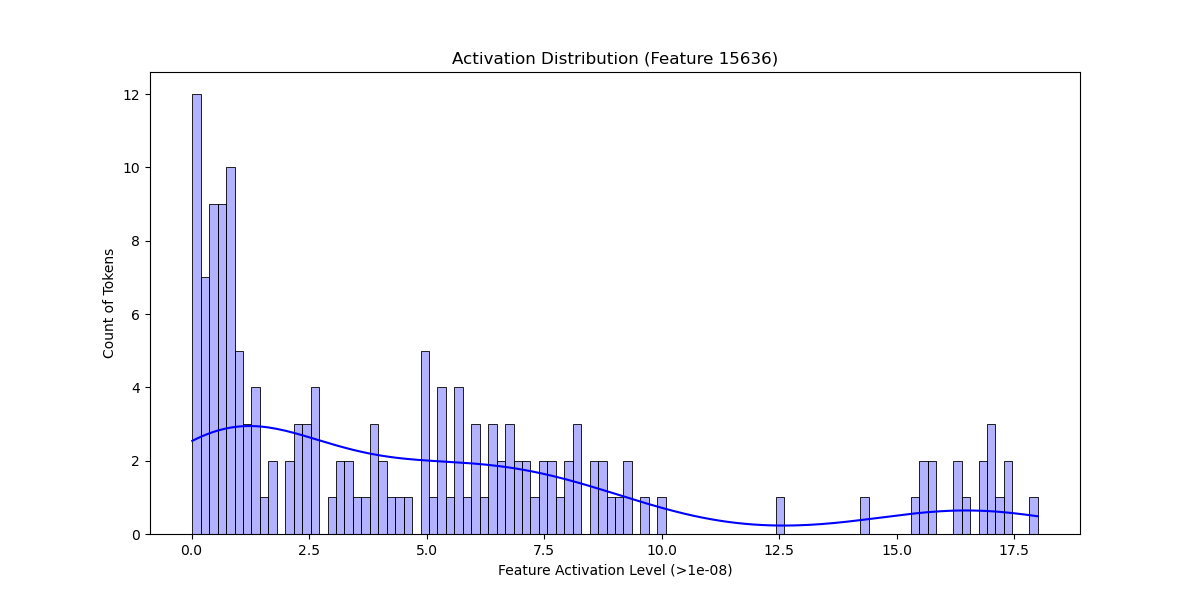 Activation Distribution (Feature 15636)
12
10
8
6
4
2
0
Count of Tokens
0.0 2.5 5.0 7.5 10.0 12.5 15.0 17.5
Feature Activation Level (>1e-08)